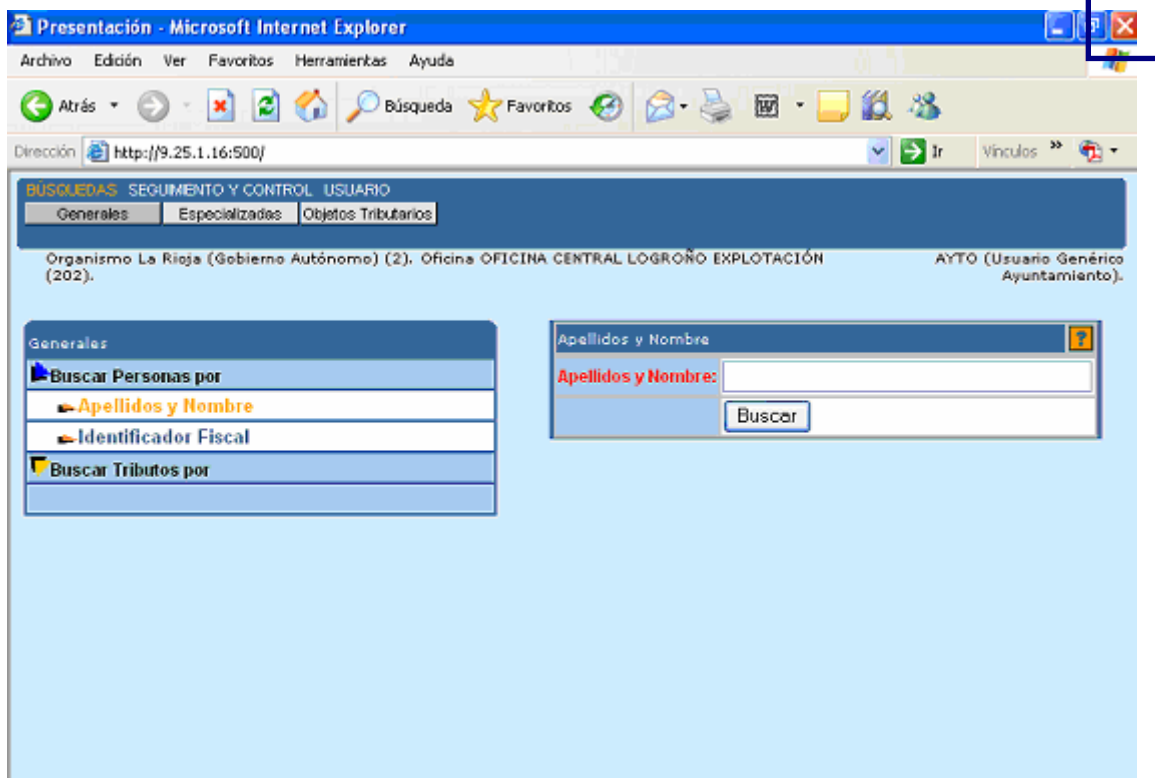 Presentación - Microsoft Internet Explorer
Archivo Edición Ver Favoritos Herramientas Ayuda
Atrás Búsqueda Favoritos
Dirección http://9.25.1.16:500/ Ir Vínculos »
BÚSQUEDAS SEGUIMIENTO Y CONTROL USUARIO
Generales Especializadas Objetos Tributarios
Organismo La Rioja (Gobierno Autónomo) (2). Oficina OFICINA CENTRAL LOGROÑO EXPLOTACIÓN (202).
AYTO (Usuario Genérico Ayuntamiento).
Generales
Buscar Personas por
Apellidos y Nombre
Identificador Fiscal
Buscar Tributos por
Apellidos y Nombre ?
Apellidos y Nombre:
Buscar